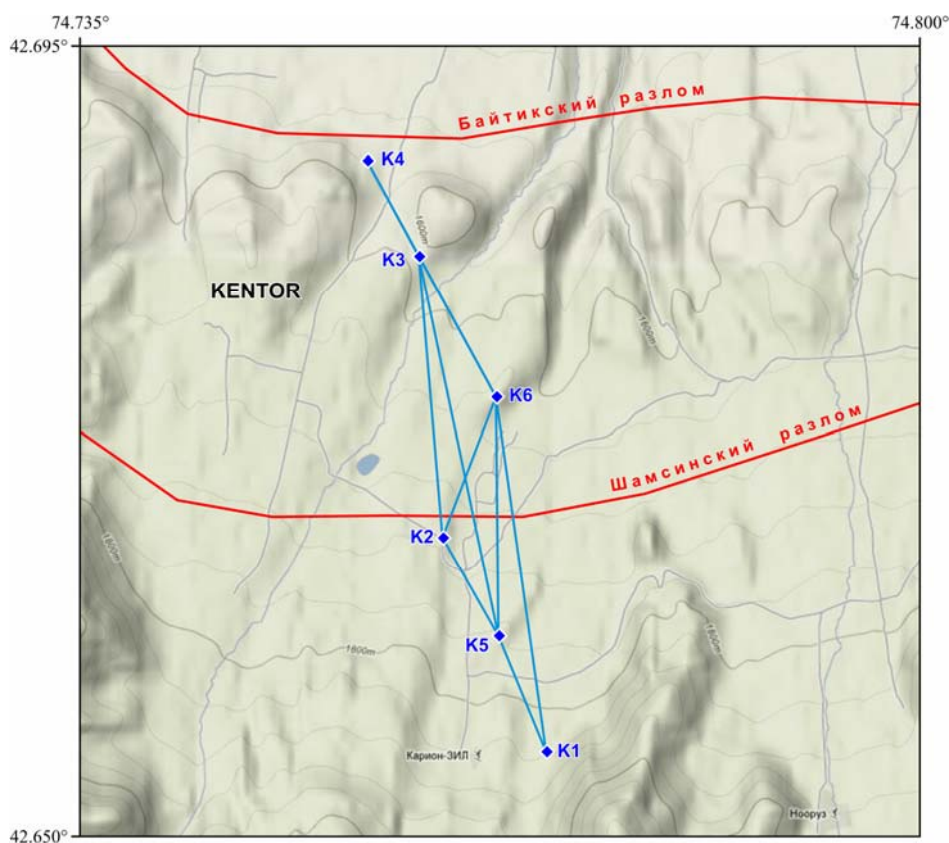 74.735°
74.800°
42.695°
Байтикский разлом
K4
1600m
K3
KENTOR
1600m
K6
Шамсинский разлом
K2
1800m
K5
1800m
1800m
K1
Карион-ЗИЛ
Нооруз
42.650°